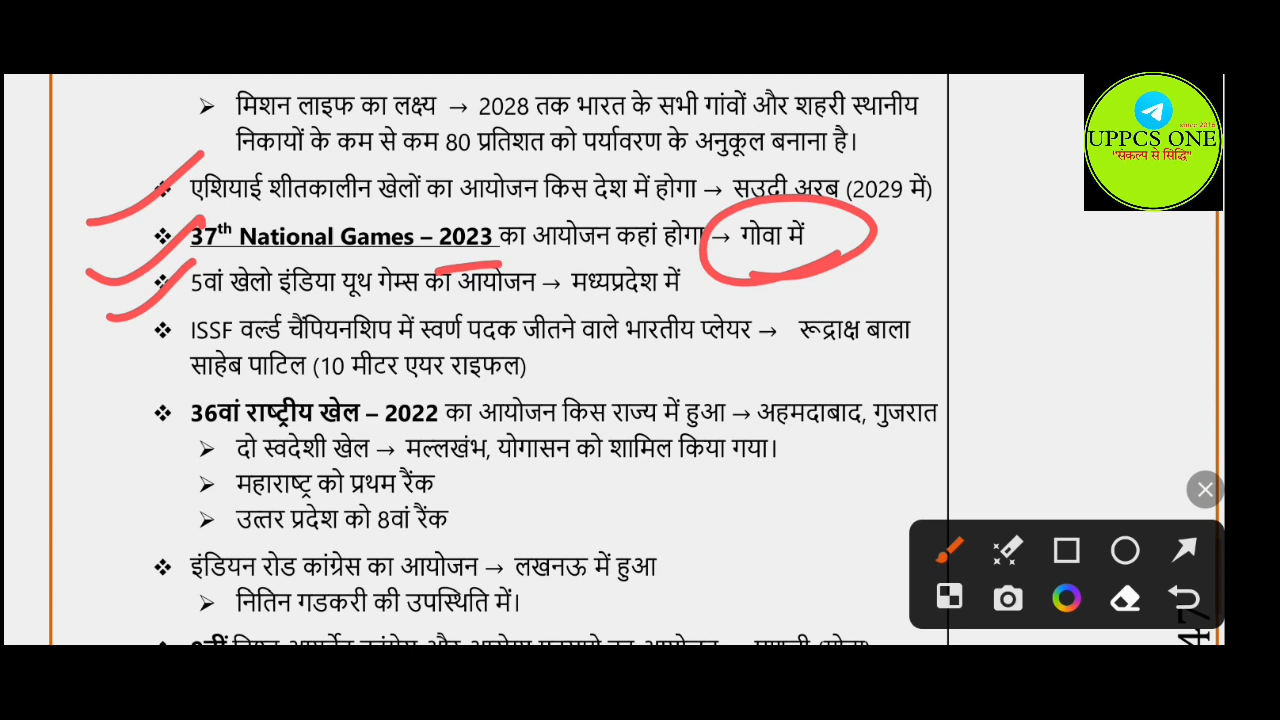 ➢ मिशन लाइफ का लक्ष्य → 2028 तक भारत के सभी गांवों और शहरी स्थानीय
निकायों के कम से कम 80 प्रतिशत को पर्यावरण के अनुकूल बनाना है।
❖ एशियाई शीतकालीन खेलों का आयोजन किस देश में होगा → सउदी अरब (2029 में)
❖ 37th National Games – 2023 का आयोजन कहां होगा → गोवा में
❖ 5वां खेलो इंडिया यूथ गेम्स का आयोजन → मध्यप्रदेश में
❖ ISSF वर्ल्ड चैंपियनशिप में स्वर्ण पदक जीतने वाले भारतीय प्लेयर → रूद्राक्ष बाला
साहेब पाटिल (10 मीटर एयर राइफल)
❖ 36वां राष्ट्रीय खेल – 2022 का आयोजन किस राज्य में हुआ → अहमदाबाद, गुजरात
➢ दो स्वदेशी खेल → मल्लखंभ, योगासन को शामिल किया गया।
➢ महाराष्ट्र को प्रथम रैंक
➢ उत्तर प्रदेश को 8वां रैंक
❖ इंडियन रोड कांग्रेस का आयोजन → लखनऊ में हुआ
➢ नितिन गडकरी की उपस्थिति में।
since 2016
UPPCS ONE
"संकल्प से सिद्धि"
47